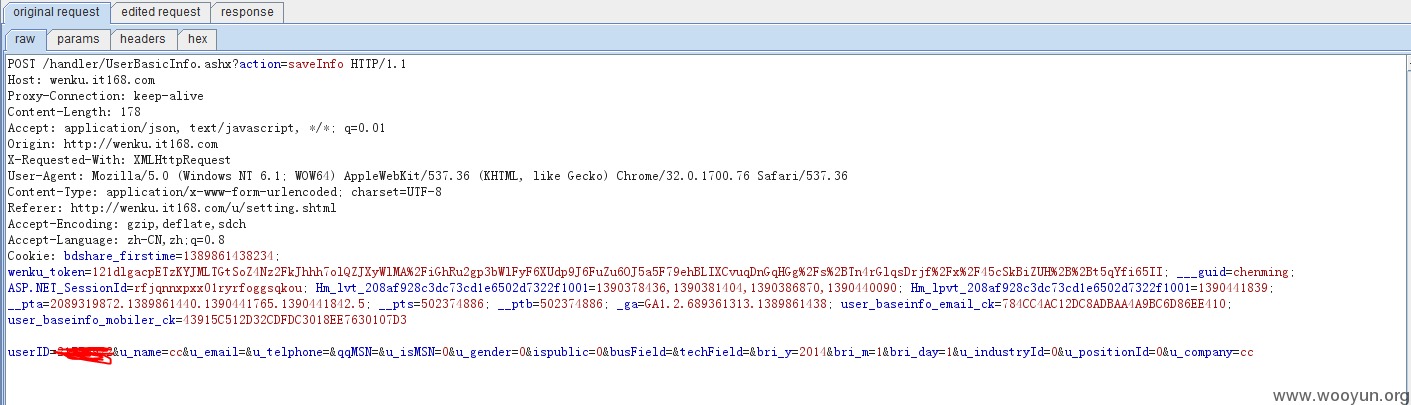 original request edited request response
raw params headers hex
POST /handler/UserBasicInfo.ashx?action=saveInfo HTTP/1.1
Host: wenku.it168.com
Proxy-Connection: keep-alive
Content-Length: 178
Accept: application/json, text/javascript, */*; q=0.01
Origin: http://wenku.it168.com
X-Requested-With: XMLHttpRequest
User-Agent: Mozilla/5.0 (Windows NT 6.1; WOW64) AppleWebKit/537.36 (KHTML, like Gecko) Chrome/32.0.1700.76 Safari/537.36
Content-Type: application/x-www-form-urlencoded; charset=UTF-8
Referer: http://wenku.it168.com/u/setting.shtml
Accept-Encoding: gzip,deflate,sdch
Accept-Language: zh-CN,zh;q=0.8
Cookie: bdshare_firstime=1389861438234;
wenku_token=121dlgacpETzKYJMLTGtSoZ4Nz2FkJhhh7olQZJXyWlMA%2FiGhRu2gp3bWlFyF6XUdp9J6FuZu6OJ5a5F79ehBLIXCvuqDnGqHGg%2Fs%2BTn4rGlqsDrjf%2Fx%2F45cSkBiZUH%2B%2Bt5qYfi65II; ___guid=chenming;
ASP.NET_SessionId=rfjqnnxpxx01ryrfoggsqkou; Hm_lvt_208af928c3dc73cd1e6502d7322f1001=1390378436,1390381404,1390386870,1390440090; Hm_lpvt_208af928c3dc73cd1e6502d7322f1001=1390441839;
__pta=2089319872.1389861440.1390441765.1390441842.5; __pts=502374886; __ptb=502374886; _ga=GA1.2.689361313.1389861438; user_baseinfo_email_ck=784CC4AC12DC8ADBAA4A9BC6D86EE410;
user_baseinfo_mobiler_ck=43915C512D32CDFDC3018EE7630107D3
userID= &u_name=cc&u_email=&u_telphone=&qqMSN=&u_isMSN=0&u_gender=0&ispublic=0&busField=&techField=&bri_y=2014&bri_m=1&bri_day=1&u_industryId=0&u_positionId=0&u_company=cc
www.wooyun.org